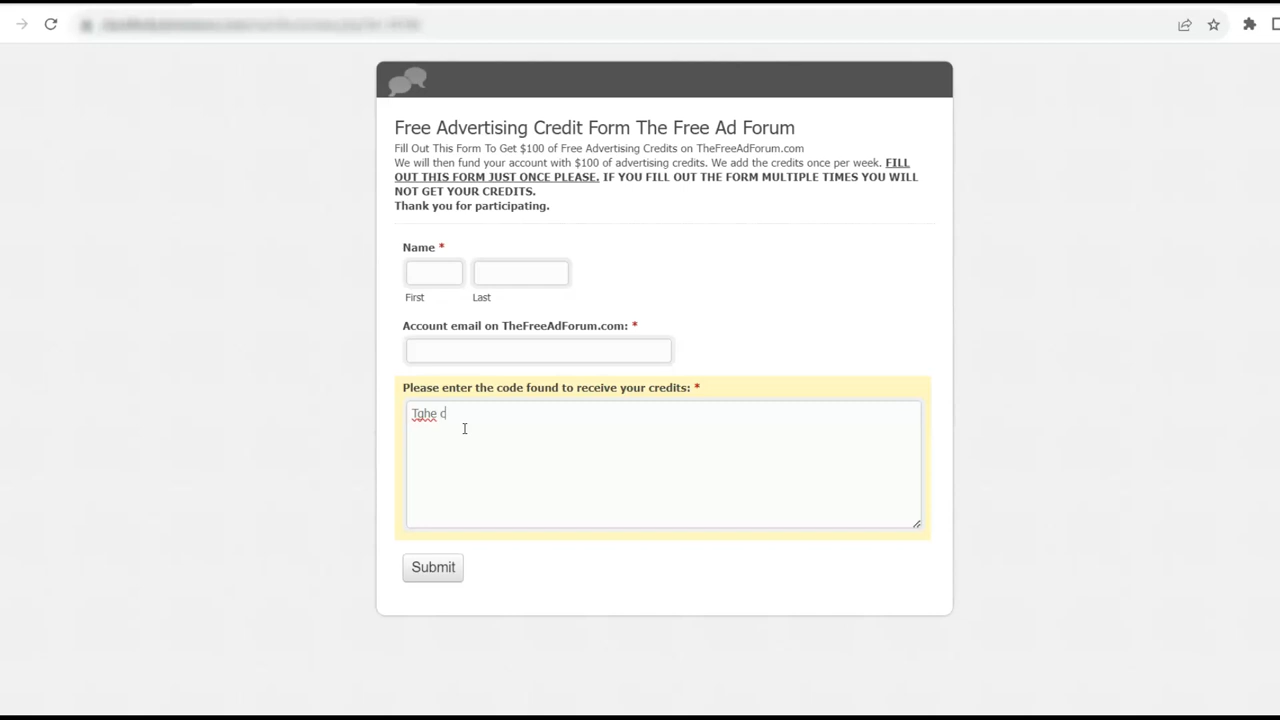 Free Advertising Credit Form The Free Ad Forum
Fill Out This Form To Get $100 of Free Advertising Credits on TheFreeAdForum.com
We will then fund your account with $100 of advertising credits. We add the credits once per week. FILL
OUT THIS FORM JUST ONCE PLEASE. IF YOU FILL OUT THE FORM MULTIPLE TIMES YOU WILL
NOT GET YOUR CREDITS.
Thank you for participating.
Name *
First Last
Account email on TheFreeAdForum.com: *
Please enter the code found to receive your credits: *
Tghe c
Submit